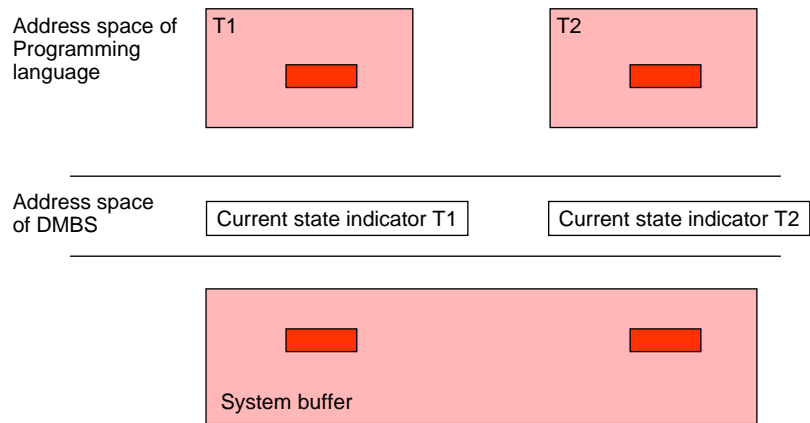 Address space of
Programming
language
T1
T2
Address space
of DMBS
Current state indicator T1
Current state indicator T2
System buffer